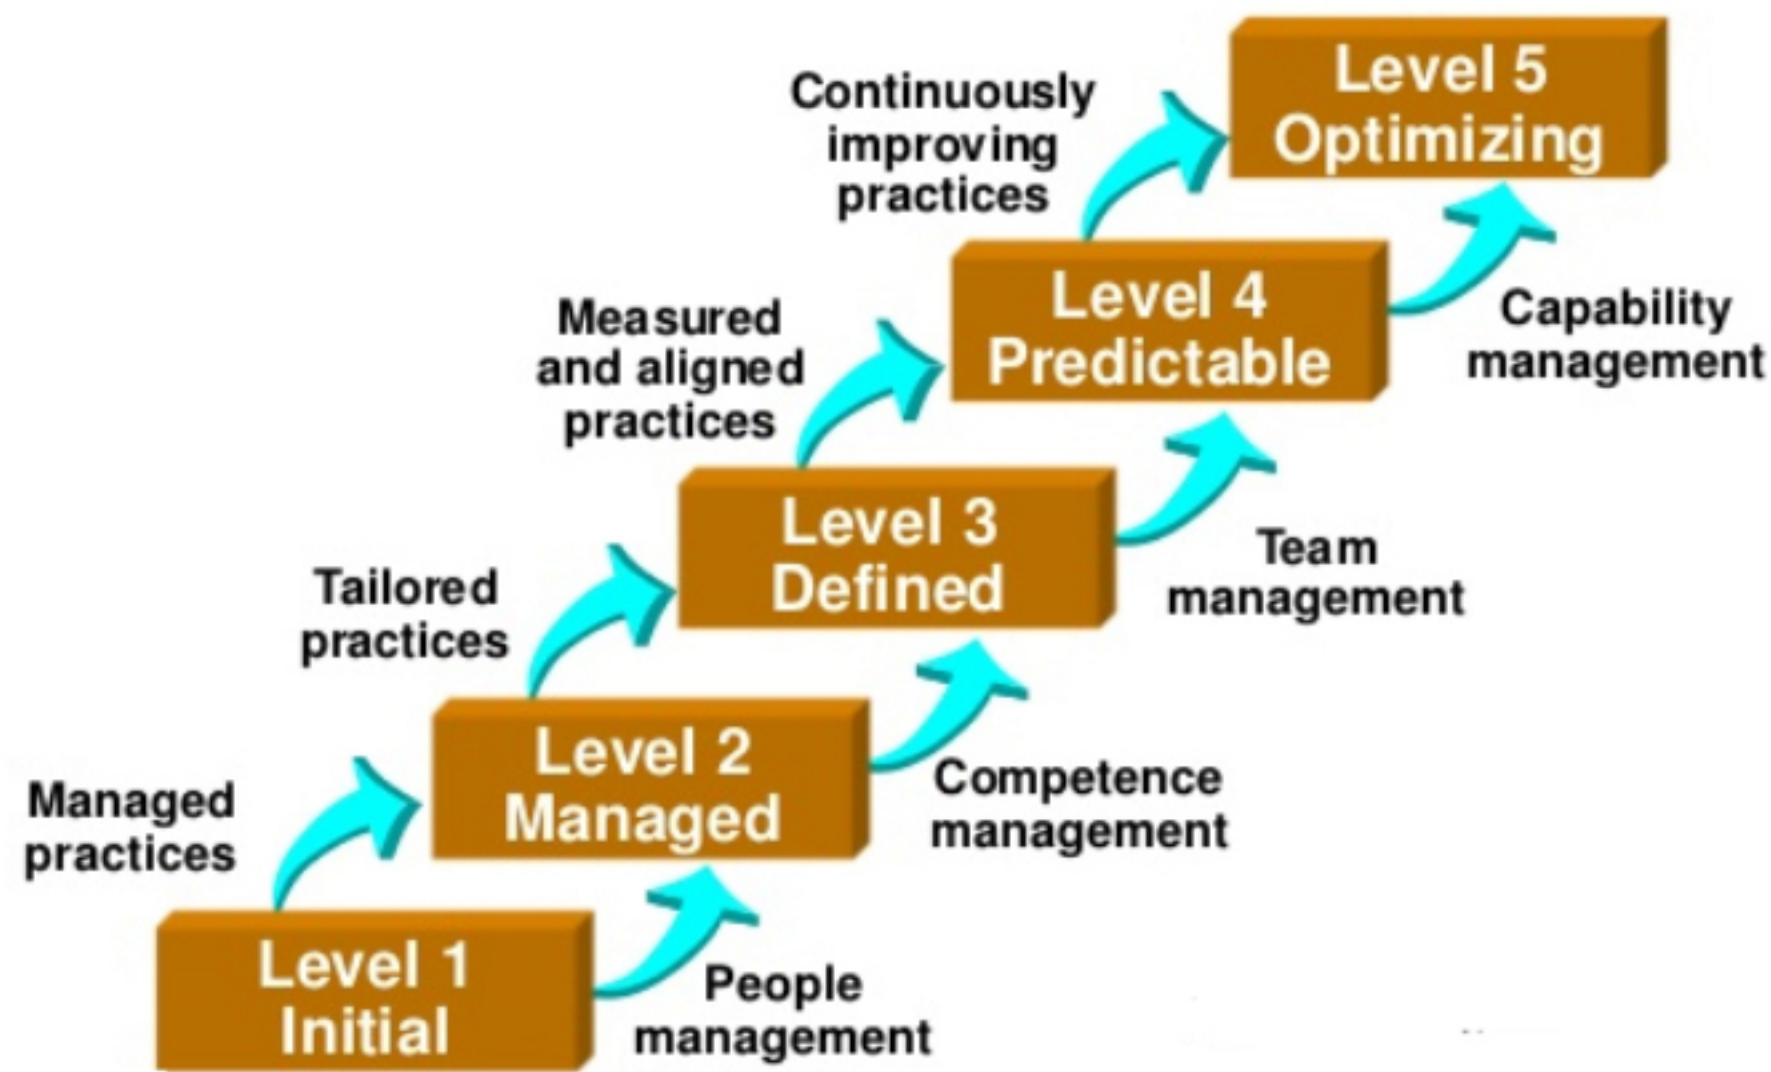 Level 5
Optimizing
Continuously
improving
practices
Capability
management
Level 4
Predictable
Measured
and aligned
practices
Team
management
Level 3
Defined
Tailored
practices
Competence
management
Level 2
Managed
Managed
practices
People
management
Level 1
Initial